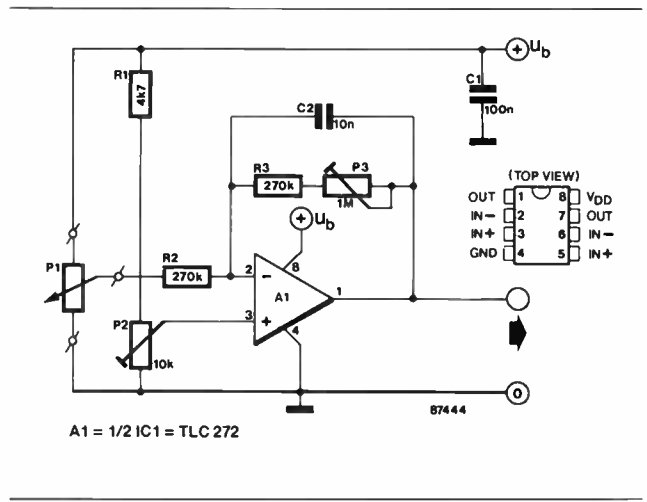 R1
4k7
C1
100n
+ub
C2
10n
R3
270k
P3
1M
+ub
(TOP VIEW)
OUT 1 8 VDD
IN- 2 7 OUT
IN+ 3 6 IN-
GND 4 5 IN+
P1
R2
270k
2 - 8
A1
1
3 + 4
P2
10k
0
87444
A1 = 1/2 IC1 = TLC 272